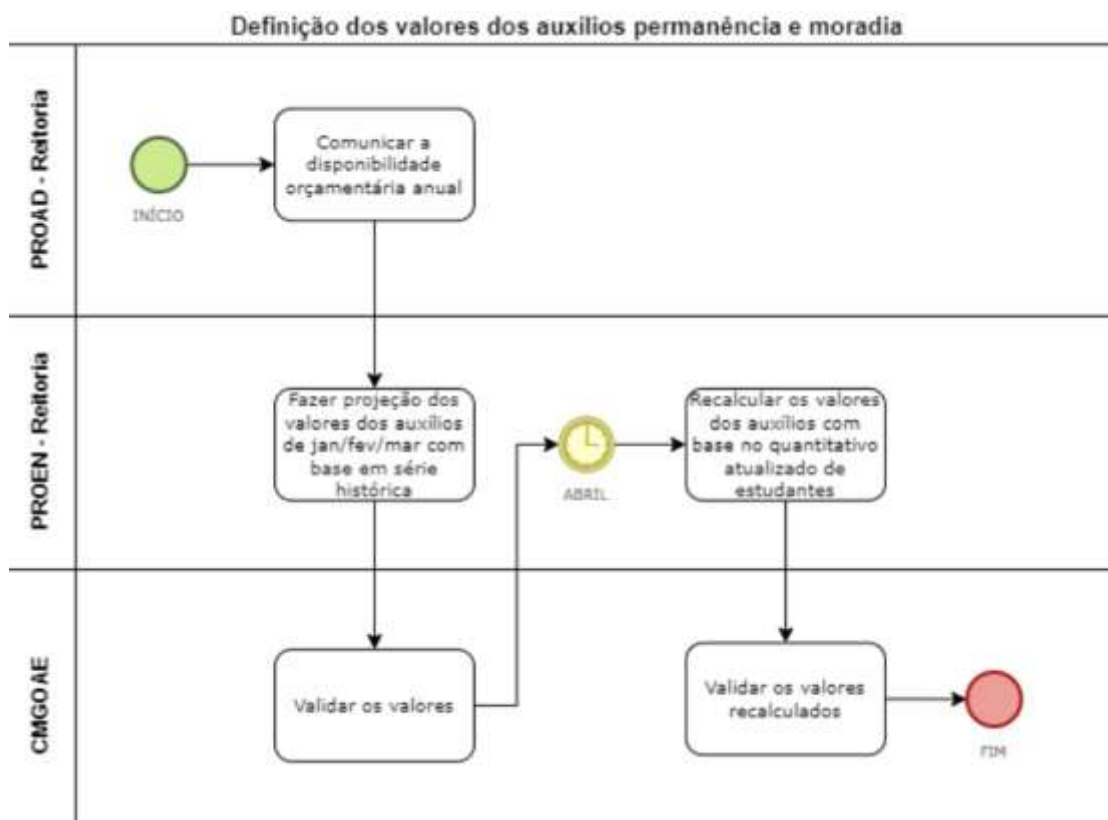 Definição dos valores dos auxílios permanência e moradia
PROAD - Reitoria
INÍCIO
Comunicar a
disponibilidade
orçamentária anual
PROEN - Reitoria
Fazer projeção dos
valores dos auxílios
de jan/fev/mar com
base em série
histórica
ABRIL
Recalcular os valores
dos auxílios com
base no quantitativo
atualizado de
estudantes
CMGOAE
Validar os valores
Validar os valores
recalculados
FIM